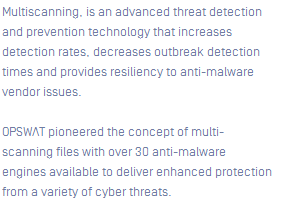 Multiscanning, is an advanced threat detection
and prevention technology that increases
detection rates, decreases outbreak detection
times and provides resiliency to anti-malware
vendor issues.
OPSWAT pioneered the concept of multi-
scanning files with over 30 anti-malware
engines available to deliver enhanced protection
from a variety of cyber threats.